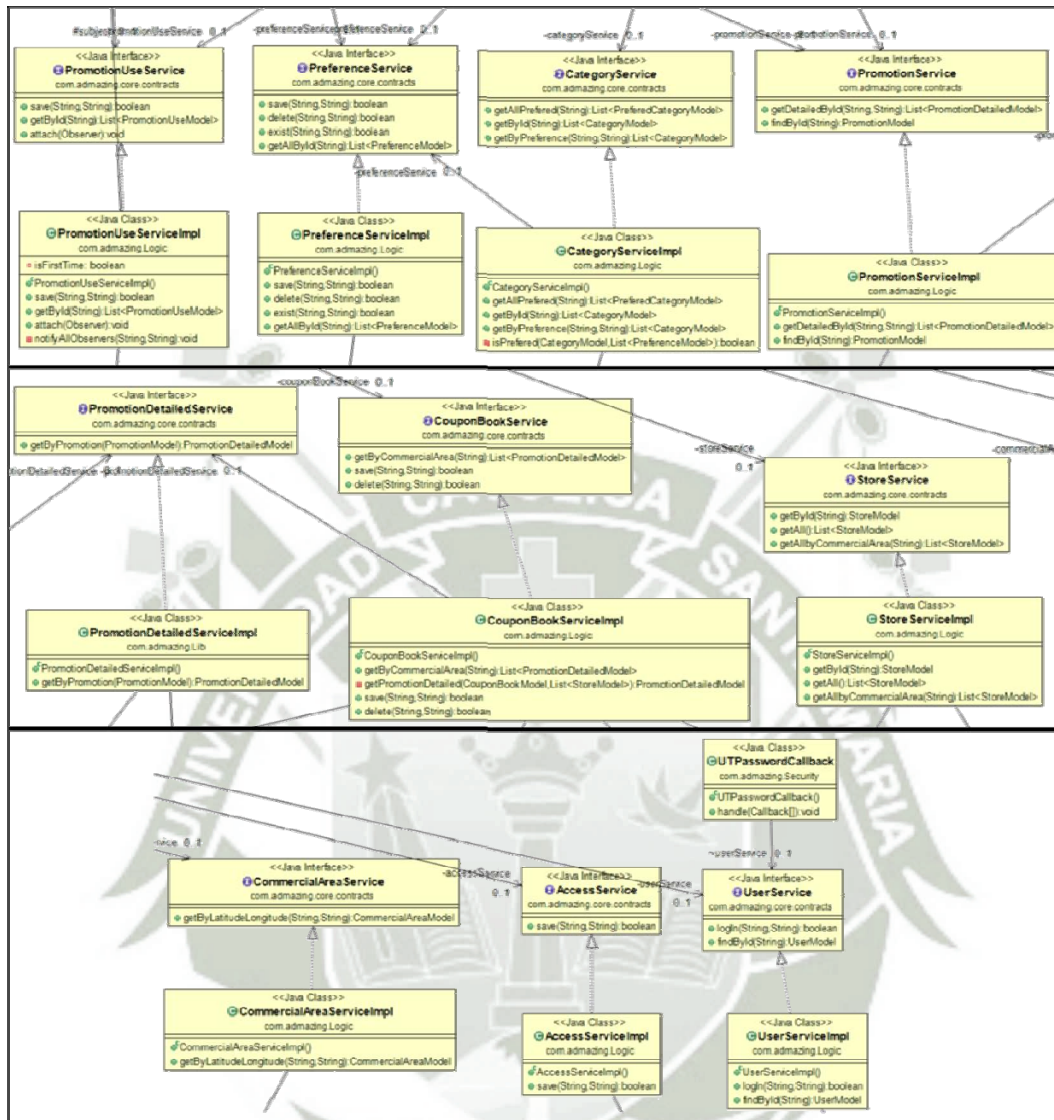 -categoryService 0..1
<<Java Interface>>
PromotionUseService
com.admazing.core.contracts
save(String,String):boolean
getById(String):List<PromotionUseModel>
attach(Observer):void
<<Java Interface>>
PreferenceService
com.admazing.core.contracts
save(String,String):boolean
delete(String,String):boolean
exist(String,String):boolean
getAllById(String):List<PreferenceModel>
<<Java Interface>>
CategoryService
com.admazing.core.contracts
getAllPrefered(String):List<PreferedCategoryModel>
getById(String):List<CategoryModel>
getByPreference(String,String):List<CategoryModel>
<<Java Interface>>
PromotionService
com.admazing.core.contracts
getDetailedById(String,String):List<PromotionDetailedModel>
findById(String):PromotionModel
-preferenceService 0..1
<<Java Class>>
PromotionUseServiceImpl
com.admazing.Logic
isFirstTime: boolean
PromotionUseServiceImpl()
save(String,String):boolean
getById(String):List<PromotionUseModel>
attach(Observer):void
notifyAllObservers(String,String):void
<<Java Class>>
PreferenceServiceImpl
com.admazing.Logic
PreferenceServiceImpl()
save(String,String):boolean
delete(String,String):boolean
exist(String,String):boolean
getAllById(String):List<PreferenceModel>
<<Java Class>>
CategoryServiceImpl
com.admazing.Logic
CategoryServiceImpl()
getAllPrefered(String):List<PreferedCategoryModel>
getById(String):List<CategoryModel>
getByPreference(String,String):List<CategoryModel>
isPrefered(CategoryModel,List<PreferenceModel>):boolean
<<Java Class>>
PromotionServiceImpl
com.admazing.Logic
PromotionServiceImpl()
getDetailedById(String,String):List<PromotionDetailedModel>
findById(String):PromotionModel
-couponBookService 0..1
<<Java Interface>>
PromotionDetailedService
com.admazing.core.contracts
getByPromotion(PromotionModel):PromotionDetailedModel
<<Java Interface>>
CouponBookService
com.admazing.core.contracts
getByCommercialArea(String):List<PromotionDetailedModel>
save(String,String):boolean
delete(String,String):boolean
-storeService
0..1
<<Java Interface>>
StoreService
com.admazing.core.contracts
getById(String):StoreModel
getAll():List<StoreModel>
getAllbyCommercialArea(String):List<StoreModel>
<<Java Class>>
PromotionDetailedServiceImpl
com.admazing.Lib
PromotionDetailedServiceImpl()
getByPromotion(PromotionModel):PromotionDetailedModel
<<Java Class>>
CouponBookServiceImpl
com.admazing.Logic
CouponBookServiceImpl()
getByCommercialArea(String):List<PromotionDetailedModel>
getPromotionDetailed(CouponBookModel,List<StoreModel>):PromotionDetailedModel
save(String,String):boolean
delete(String,String):boolean
<<Java Class>>
StoreServiceImpl
com.admazing.Logic
StoreServiceImpl()
getById(String):StoreModel
getAll():List<StoreModel>
getAllbyCommercialArea(String):List<StoreModel>
<<Java Class>>
UTPasswordCallback
com.admazing.Security
UTPasswordCallback()
handle(Callback[]):void
-userService 0..1
<<Java Interface>>
CommercialAreaService
com.admazing.core.contracts
getByLatitudeLongitude(String,String):CommercialAreaModel
-accessService
0..1
<<Java Interface>>
AccessService
com.admazing.core.contracts
save(String,String):boolean
-userService
0..1
<<Java Interface>>
UserService
com.admazing.core.contracts
logIn(String,String):boolean
findById(String):UserModel
<<Java Class>>
CommercialAreaServiceImpl
com.admazing.Logic
CommercialAreaServiceImpl()
getByLatitudeLongitude(String,String):CommercialAreaModel
<<Java Class>>
AccessServiceImpl
com.admazing.Logic
AccessServiceImpl()
save(String,String):boolean
<<Java Class>>
UserServiceImpl
com.admazing.Logic
UserServiceImpl()
logIn(String,String):boolean
findById(String):UserModel